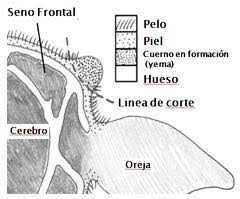 Seno Frontal
Pelo
Piel
Cuerno en formación
(yema)
Hueso
Linea de corte
Cerebro
Oreja